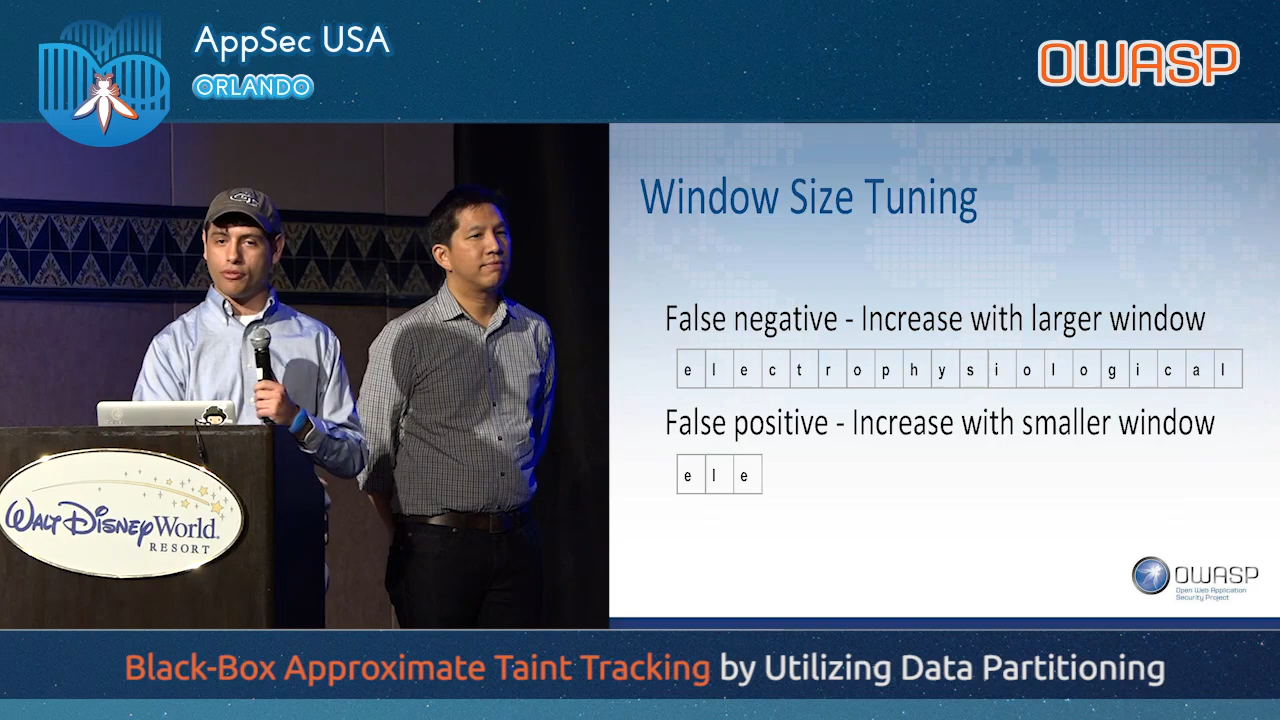 AppSec USA
ORLANDO
OWASP
Window Size Tuning
False negative - Increase with larger window
e l e c t r o p h y s i o l o g i c a l
False positive - Increase with smaller window
e l e
WALT DISNEY World.
RESORT
OWASP
Open Web Application
Security Project
Black-Box Approximate Taint Tracking by Utilizing Data Partitioning